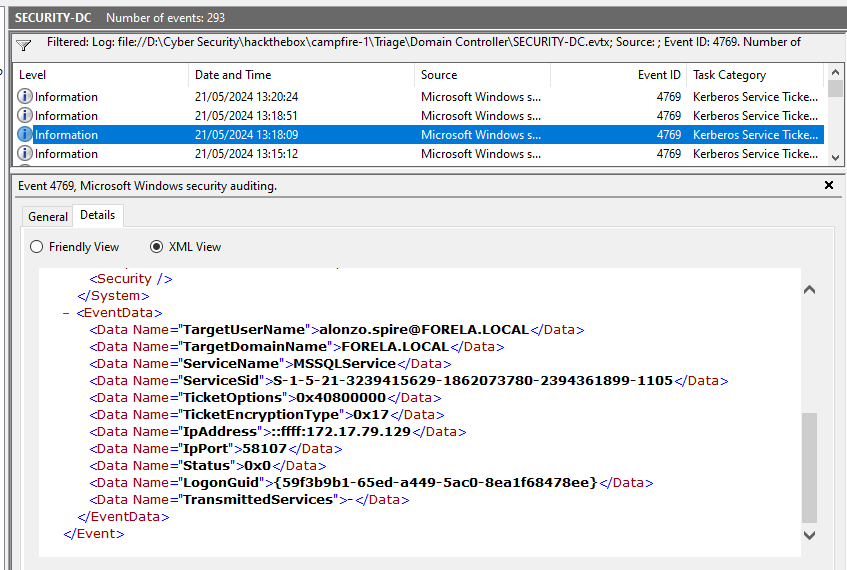 SECURITY-DC Number of events: 293
Filtered: Log: file://D:\Cyber Security\hackthebox\campfire-1\Triage\Domain Controller\SECURITY-DC.evtx; Source: ; Event ID: 4769. Number of
Level Date and Time Source Event ID Task Category
Information 21/05/2024 13:20:24 Microsoft Windows s... 4769 Kerberos Service Ticke...
Information 21/05/2024 13:18:51 Microsoft Windows s... 4769 Kerberos Service Ticke...
Information 21/05/2024 13:18:09 Microsoft Windows s... 4769 Kerberos Service Ticke...
Information 21/05/2024 13:15:12 Microsoft Windows s... 4769 Kerberos Service Ticke...
Event 4769, Microsoft Windows security auditing.
General Details
Friendly View XML View
<Security />
</System>
- <EventData>
<Data Name="TargetUserName">alonzo.spire@FORELA.LOCAL</Data>
<Data Name="TargetDomainName">FORELA.LOCAL</Data>
<Data Name="ServiceName">MSSQLService</Data>
<Data Name="ServiceSid">S-1-5-21-3239415629-1862073780-2394361899-1105</Data>
<Data Name="TicketOptions">0x40800000</Data>
<Data Name="TicketEncryptionType">0x17</Data>
<Data Name="IpAddress">::ffff:172.17.79.129</Data>
<Data Name="IpPort">58107</Data>
<Data Name="Status">0x0</Data>
<Data Name="LogonGuid">{59f3b9b1-65ed-a449-5ac0-8ea1f68478ee}</Data>
<Data Name="TransmittedServices">-</Data>
</EventData>
</Event>